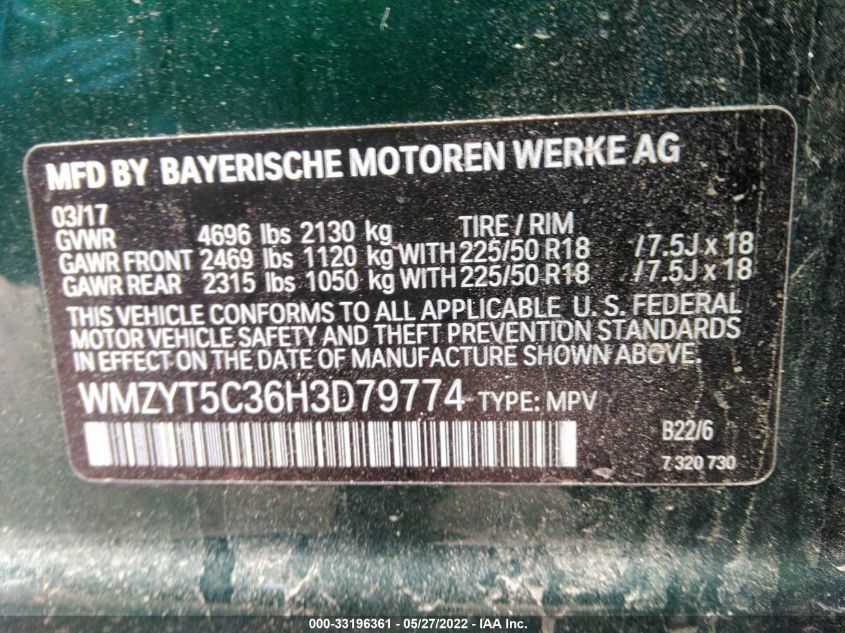 MFD BY BAYERISCHE MOTOREN WERKE AG
03/17
GVWR 4696 lbs 2130 kg TIRE / RIM
GAWR FRONT 2469 lbs 1120 kg WITH 225/50 R18 / 7.5J x 18
GAWR REAR 2315 lbs 1050 kg WITH 225/50 R18 / 7.5J x 18
THIS VEHICLE CONFORMS TO ALL APPLICABLE U. S. FEDERAL
MOTOR VEHICLE SAFETY AND THEFT PREVENTION STANDARDS
IN EFFECT ON THE DATE OF MANUFACTURE SHOWN ABOVE.
WMZYT5C36H3D79774 TYPE: MPV
B22/6
7 320 730
000-33196361 - 05/27/2022 - IAA Inc.